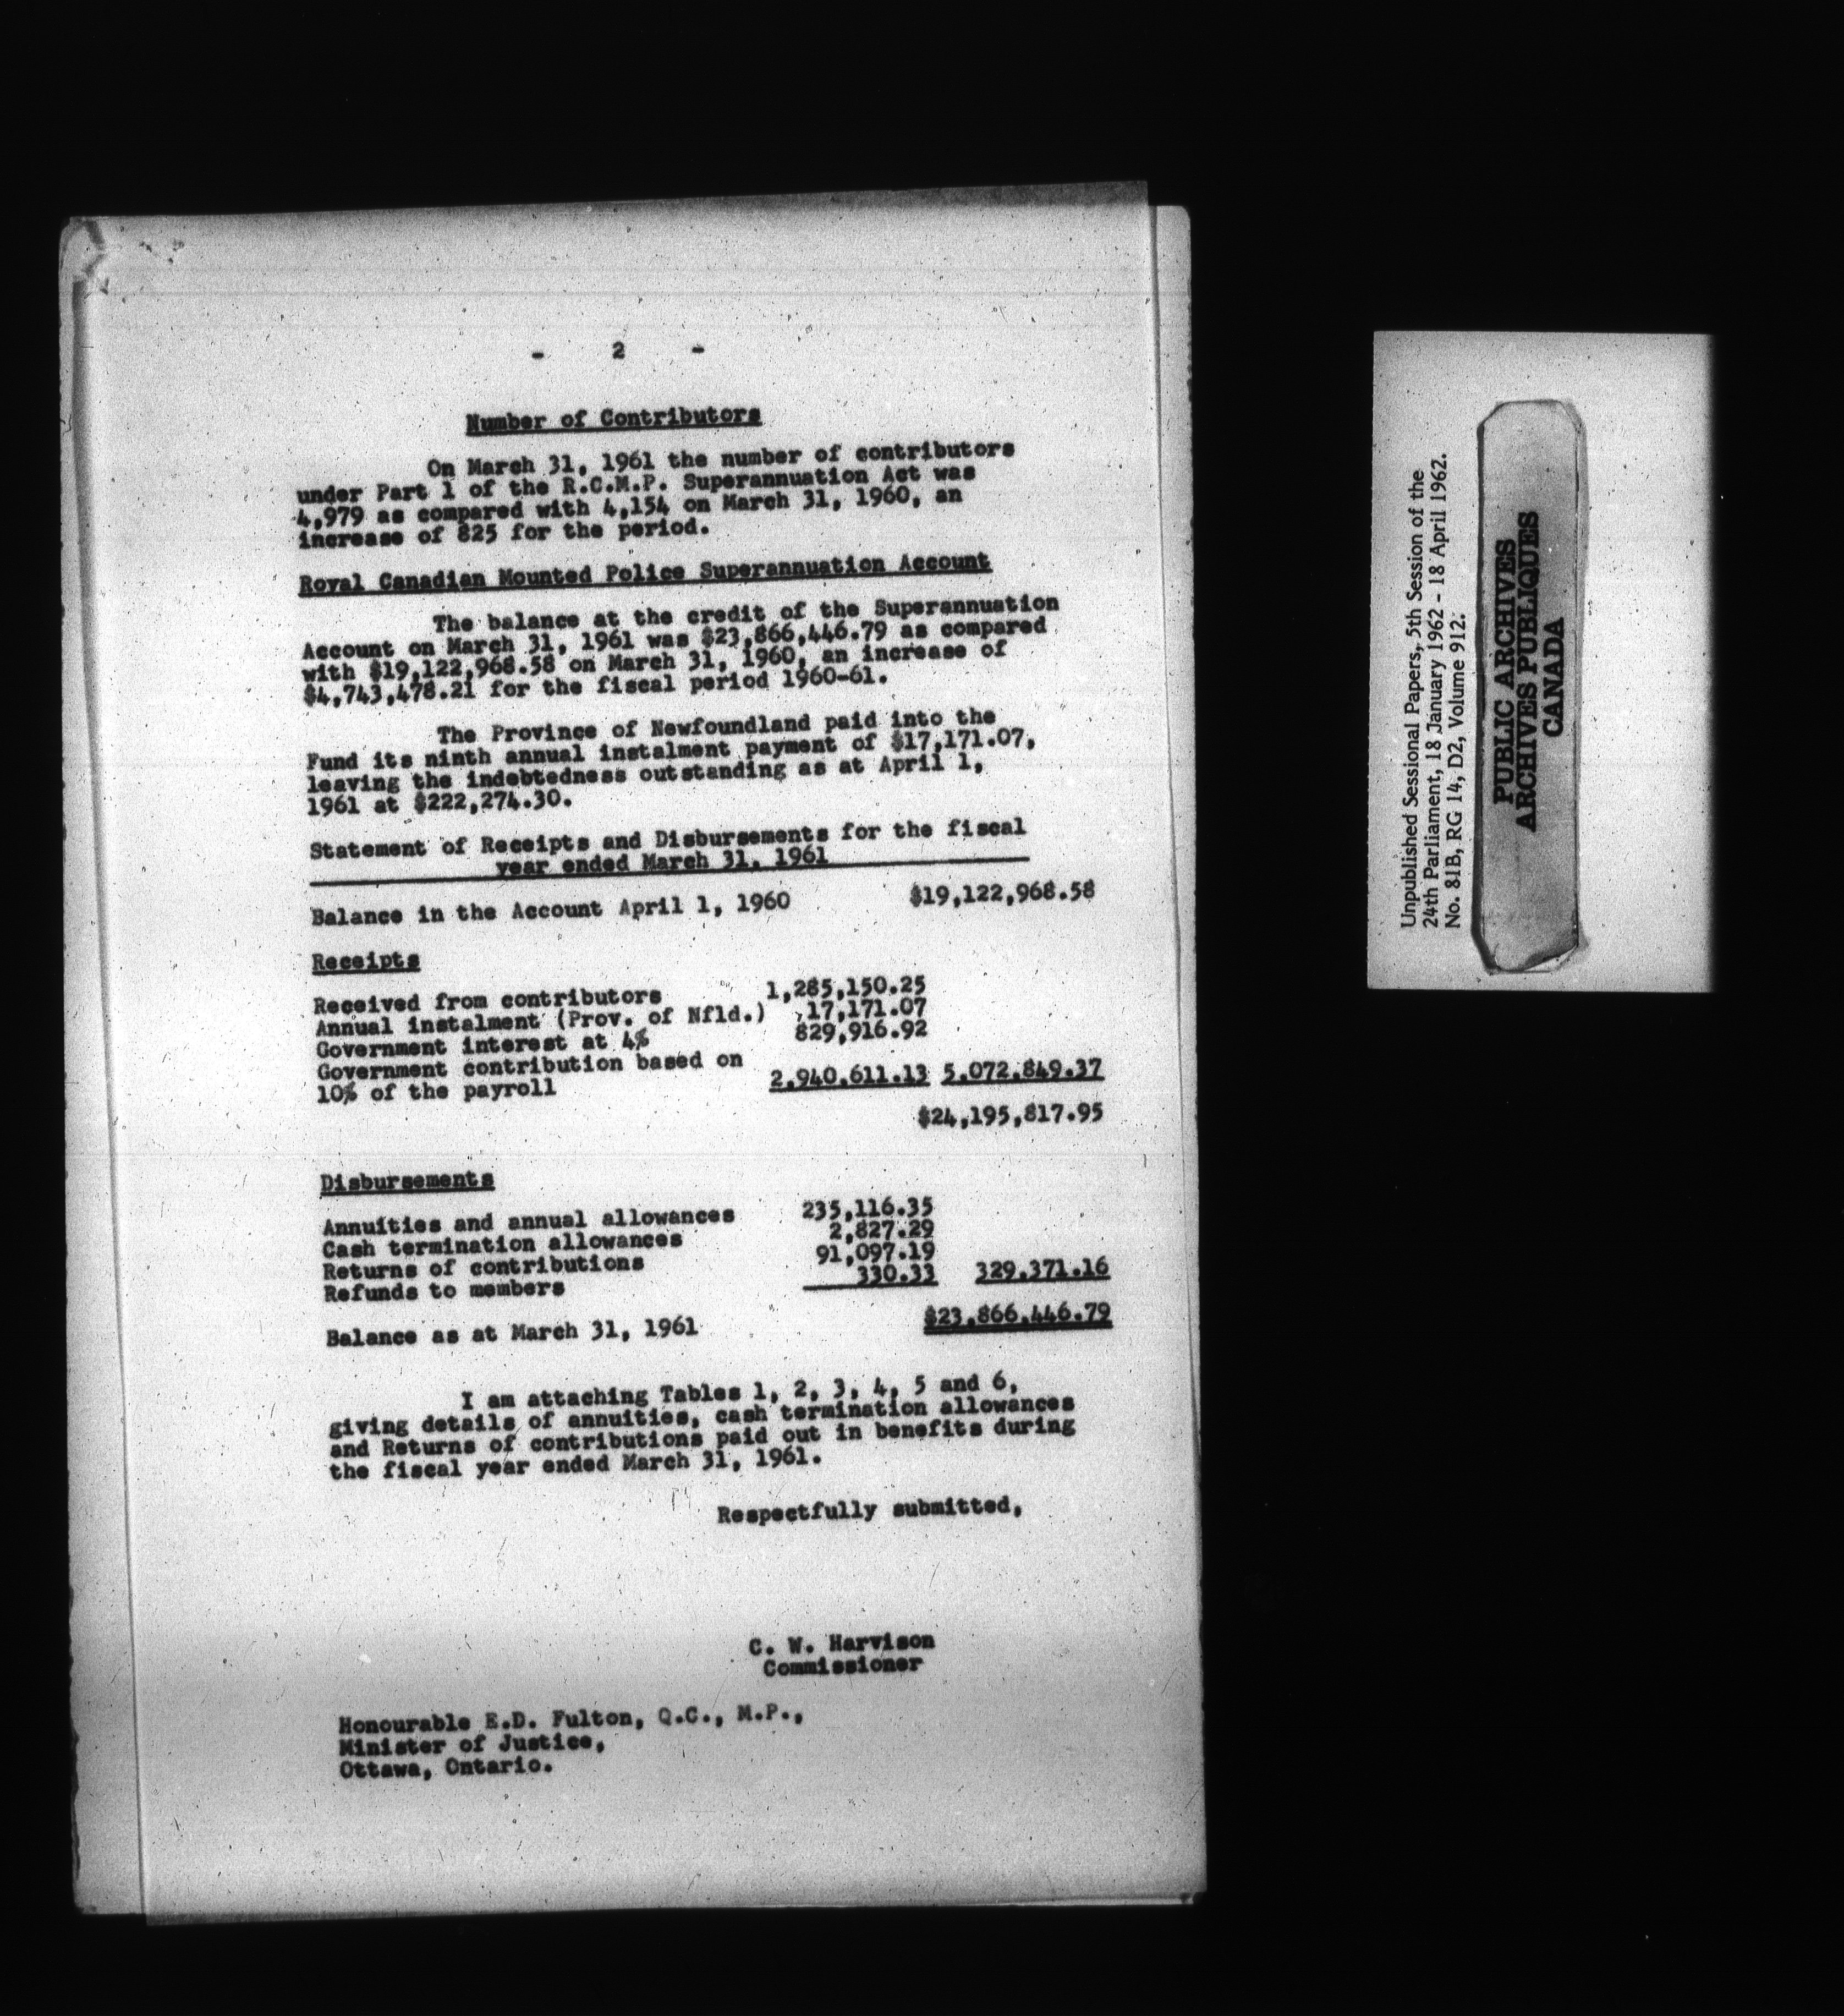 - 2 -
Number of Contributors
On March 31, 1961 the number of contributors
under Part 1 of the R.C.M.P. Superannuation Act was
4,979 as compared with 4,154 on March 31, 1960, an
increase of 825 for the period.
Royal Canadian Mounted Police Superannuation Account
The balance at the credit of the Superannuation
Account on March 31, 1961 was $23,866,446.79 as compared
with $19,122,968.58 on March 31, 1960, an increase of
$4,743,478.21 for the fiscal period 1960-61.
The Province of Newfoundland paid into the
Fund its ninth annual instalment payment of $17,171.07,
leaving the indebtedness outstanding as at April 1,
1961 at $222,274.30.
Statement of Receipts and Disbursements for the fiscal
year ended March 31, 1961
Balance in the Account April 1, 1960 $19,122,968.58
Receipts
Received from contributors 1,285,150.25
Annual instalment (Prov. of Nfld.) 17,171.07
Government interest at 4% 829,916.92
Government contribution based on
10% of the payroll 2,940,611.13 5,072,849.37
$24,195,817.95
Disbursements
Annuities and annual allowances 235,116.35
Cash termination allowances 2,827.29
Returns of contributions 91,097.19
Refunds to members 330.33 329,371.16
Balance as at March 31, 1961 $23,866,446.79
I am attaching Tables 1, 2, 3, 4, 5 and 6,
giving details of annuities, cash termination allowances
and Returns of contributions paid out in benefits during
the fiscal year ended March 31, 1961.
Respectfully submitted,
C. W. Harvison
Commissioner
Honourable E.D. Fulton, Q.C., M.P.,
Minister of Justice,
Ottawa, Ontario.
Unpublished Sessional Papers, 5th Session of the
24th Parliament, 18 January 1962 - 18 April 1962.
No. 81B, RG 14, D2, Volume 912.
PUBLIC ARCHIVES
ARCHIVES PUBLIQUES
CANADA